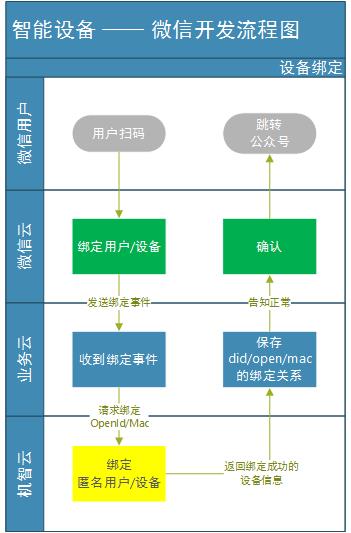 智能设备 —— 微信开发流程图
设备绑定
微信用户
用户扫码
跳转
公众号
微信云
绑定用户/设备
确认
发送绑定事件
告知正常
业务云
收到绑定事件
保存
did/open/mac
的绑定关系
请求绑定
OpenId/Mac
机智云
绑定
匿名用户/设备
返回绑定成功的
设备信息